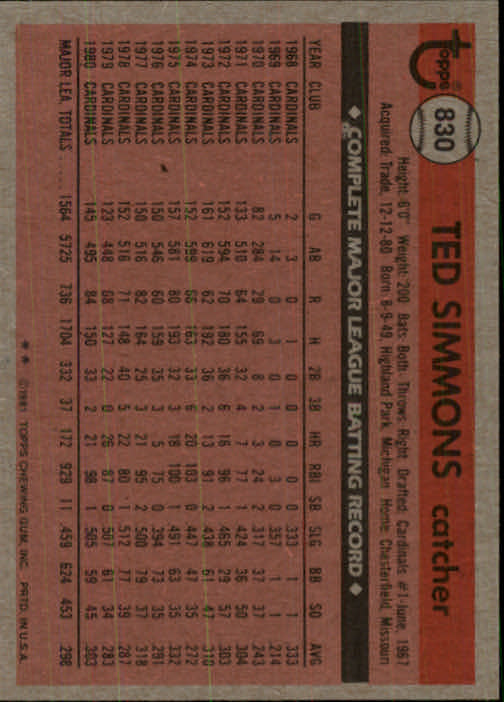 topps
830
TED SIMMONS catcher
Height: 6'0" Weight: 200 Bats: Both Throws: Right Drafted: Cardinals #1-June, 1967
Acquired: Trade, 12-12-80 Born: 8-9-49, Highland Park, Michigan Home: Chesterfield, Missouri
◆ COMPLETE MAJOR LEAGUE BATTING RECORD ◆
YEAR CLUB G AB R H 2B 3B HR RBI SB SLG BB SO AVG
1968 CARDINALS 2 3 0 1 0 0 0 0 0 .333 1 1 .333
1969 CARDINALS 5 14 0 3 0 1 0 3 0 .357 1 1 .214
1970 CARDINALS 82 284 29 69 8 2 3 24 2 .317 37 37 .243
1971 CARDINALS 133 510 64 155 32 4 7 77 1 .424 36 50 .304
1972 CARDINALS 152 594 70 180 36 6 16 96 1 .465 29 57 .303
1973 CARDINALS 161 619 62 192 36 2 13 91 2 .438 61 47 .310
1974 CARDINALS 152 599 66 163 33 6 20 103 0 .447 47 35 .272
1975 CARDINALS 157 581 80 193 32 3 18 100 1 .491 63 35 .332
1976 CARDINALS 150 546 60 159 35 3 5 75 0 .394 73 35 .291
1977 CARDINALS 150 516 82 164 25 3 21 95 2 .500 79 37 .318
1978 CARDINALS 152 516 71 148 40 5 22 80 1 .512 77 39 .287
1979 CARDINALS 123 448 68 127 22 0 26 87 0 .507 61 34 .283
1980 CARDINALS 145 495 84 150 33 2 21 98 1 .505 59 45 .303
MAJOR LEA. TOTALS .... 1564 5725 736 1704 332 37 172 929 11 .459 624 453 .298
** ©1981 TOPPS CHEWING GUM, INC. PRTD. IN U.S.A.